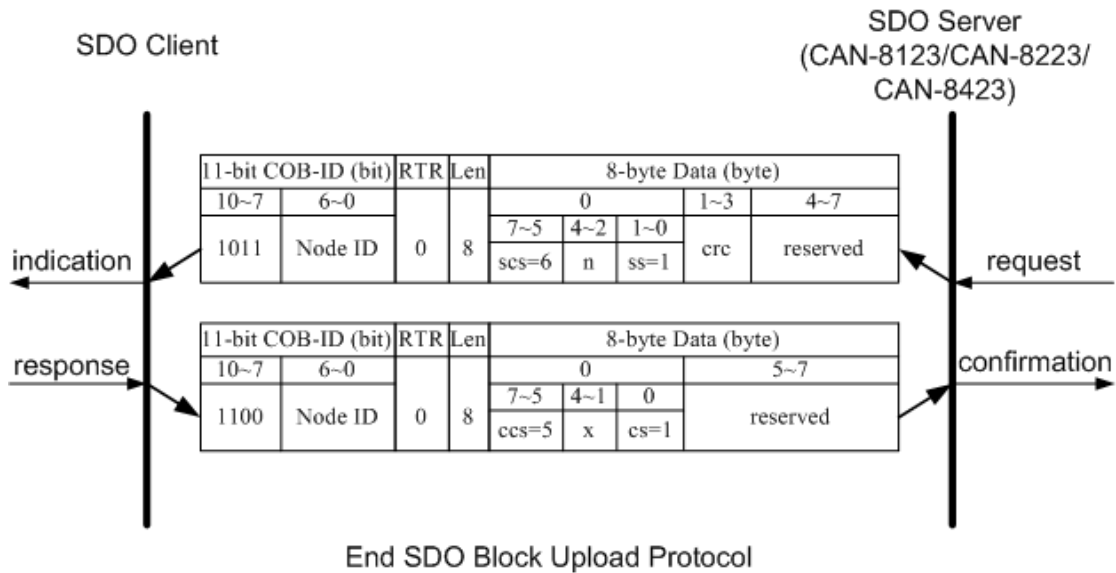 SDO Client
SDO Server
(CAN-8123/CAN-8223/
CAN-8423)
11-bit COB-ID (bit) RTR Len 8-byte Data (byte)
10~7 6~0 0 1~3 4~7
7~5 4~2 1~0
1011 Node ID 0 8 crc reserved
scs=6 n ss=1
indication
request
11-bit COB-ID (bit) RTR Len 8-byte Data (byte)
10~7 6~0 0 5~7
7~5 4~1 0
1100 Node ID 0 8 reserved
ccs=5 x cs=1
response
confirmation
End SDO Block Upload Protocol